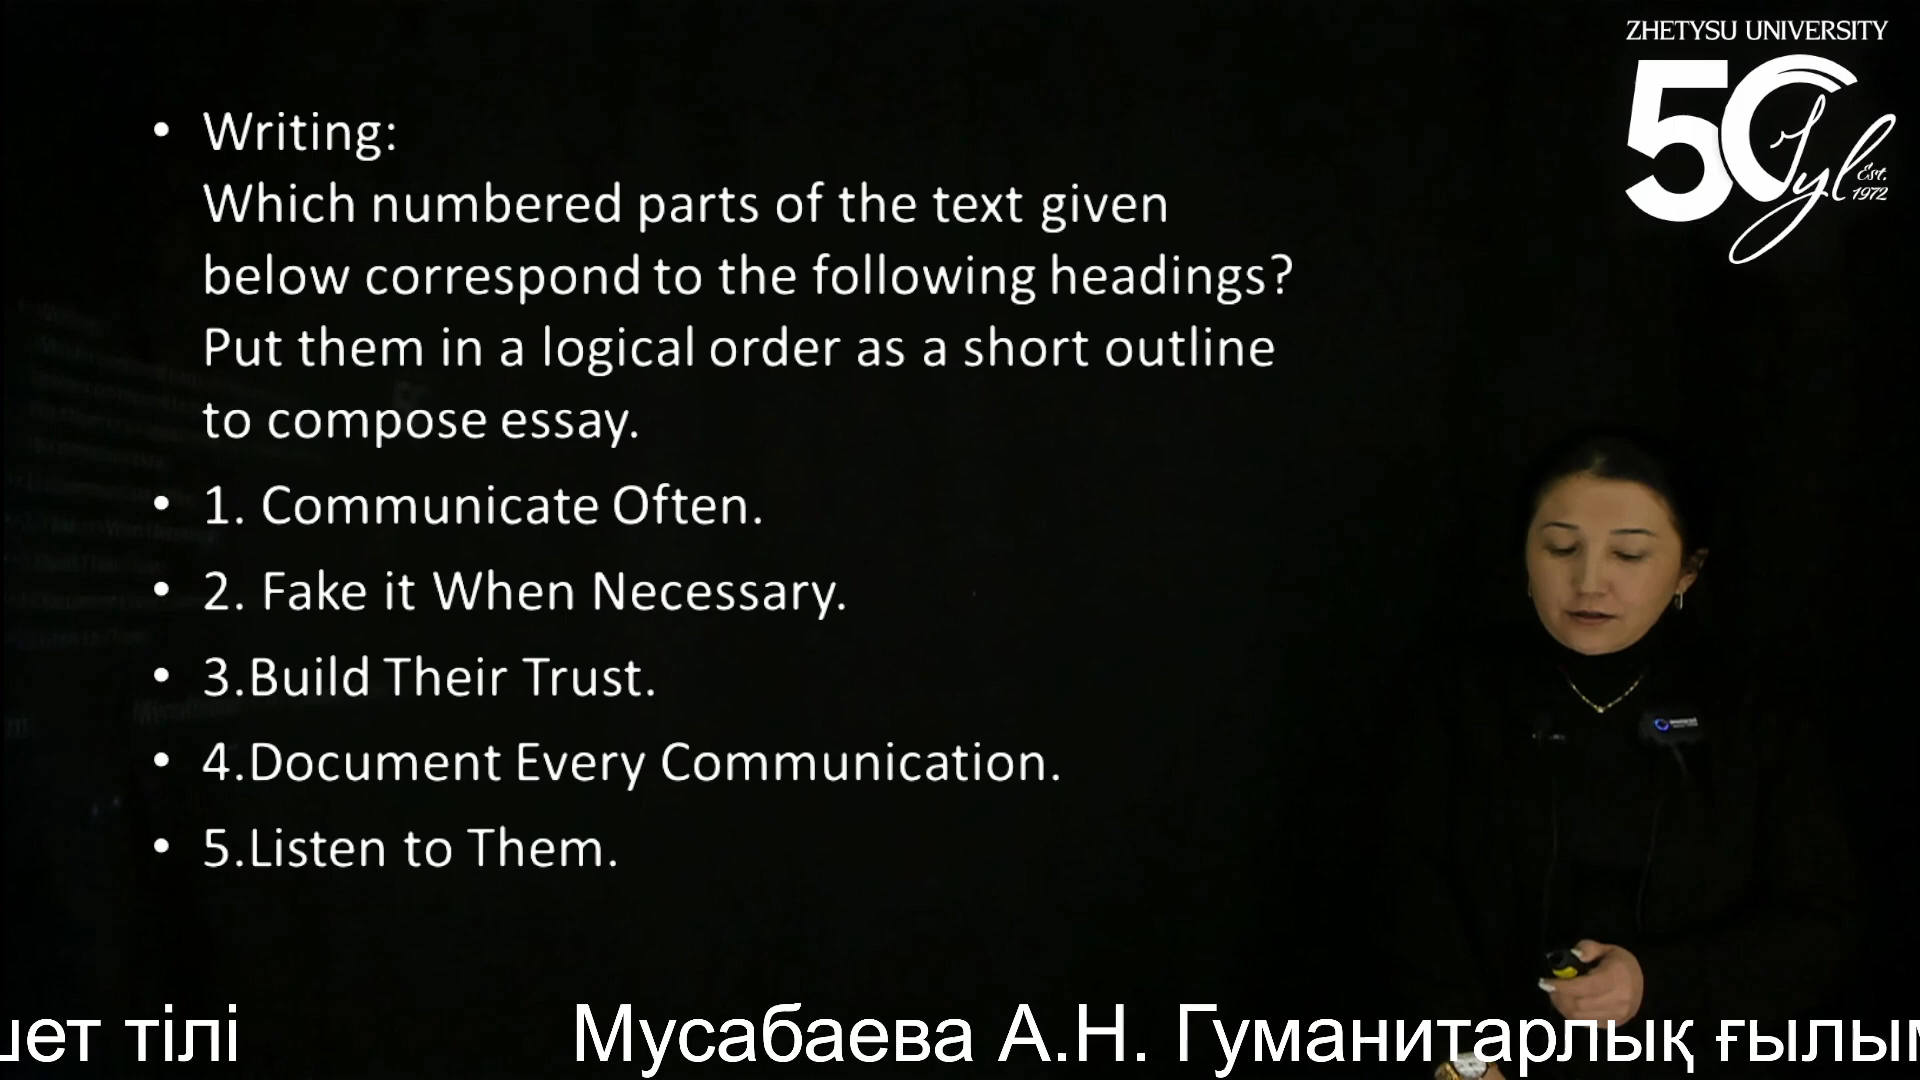 ZHETYSU UNIVERSITY
50
Jyl
Est.
1972
• Writing:
Which numbered parts of the text given
below correspond to the following headings?
Put them in a logical order as a short outline
to compose essay.
• 1. Communicate Often.
• 2. Fake it When Necessary.
• 3.Build Their Trust.
• 4.Document Every Communication.
• 5.Listen to Them.
шет тілі Мусабаева А.Н. Гуманитарлық ғылым